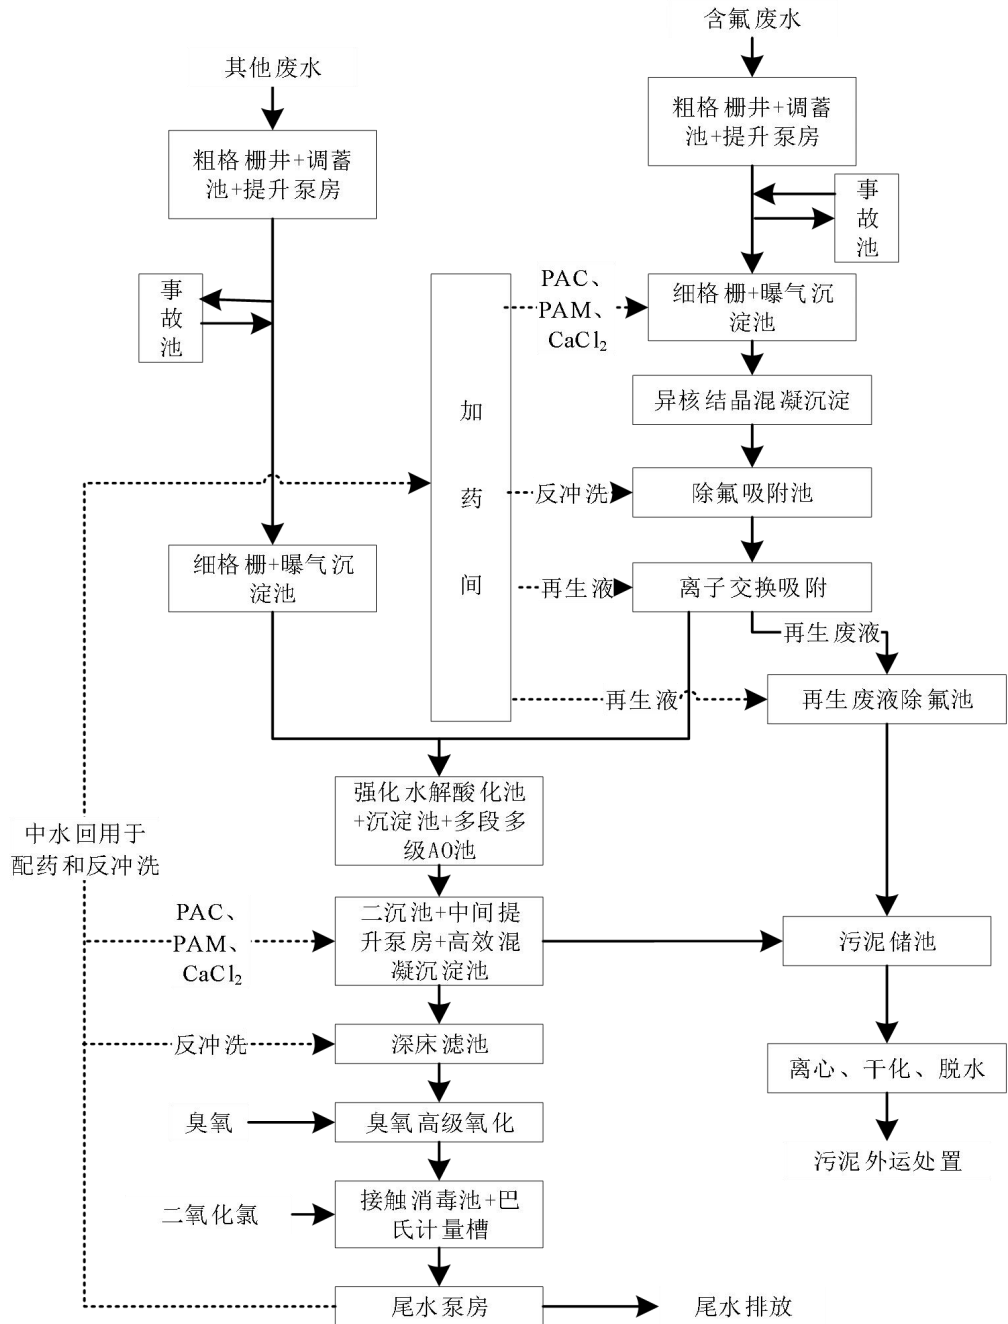 含氟废水
其他废水
粗格栅井+调蓄
池+提升泵房
粗格栅井+调蓄
池+提升泵房
事
故
池
事
故
池
PAC、
PAM、
CaCl₂
细格栅+曝气沉
淀池
异核结晶混凝沉淀
加
药
间
反冲洗
除氟吸附池
细格栅+曝气沉
淀池
再生液
离子交换吸附
再生废液
再生液
再生废液除氟池
强化水解酸化池
+沉淀池+多段多
级AO池
中水回用于
配药和反冲洗
PAC、
PAM、
CaCl₂
二沉池+中间提
升泵房+高效混
凝沉淀池
污泥储池
反冲洗
深床滤池
离心、干化、脱水
臭氧
臭氧高级氧化
污泥外运处置
二氧化氯
接触消毒池+巴
氏计量槽
尾水泵房
尾水排放